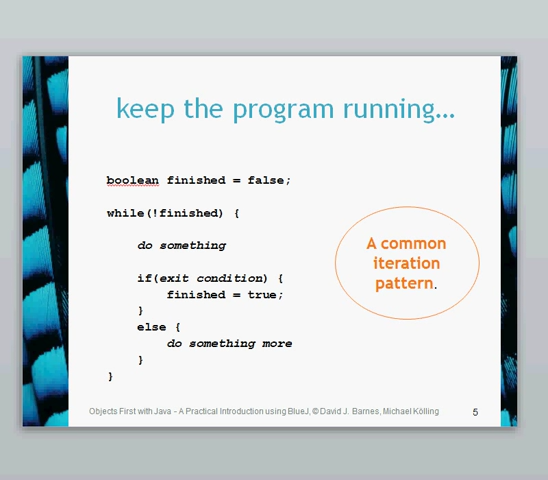 keep the program running…
boolean finished = false;
while(!finished) {
do something
if(exit condition) {
finished = true;
}
else {
do something more
}
}
A common
iteration
pattern.
Objects First with Java - A Practical Introduction using BlueJ, © David J. Barnes, Michael Kölling
5